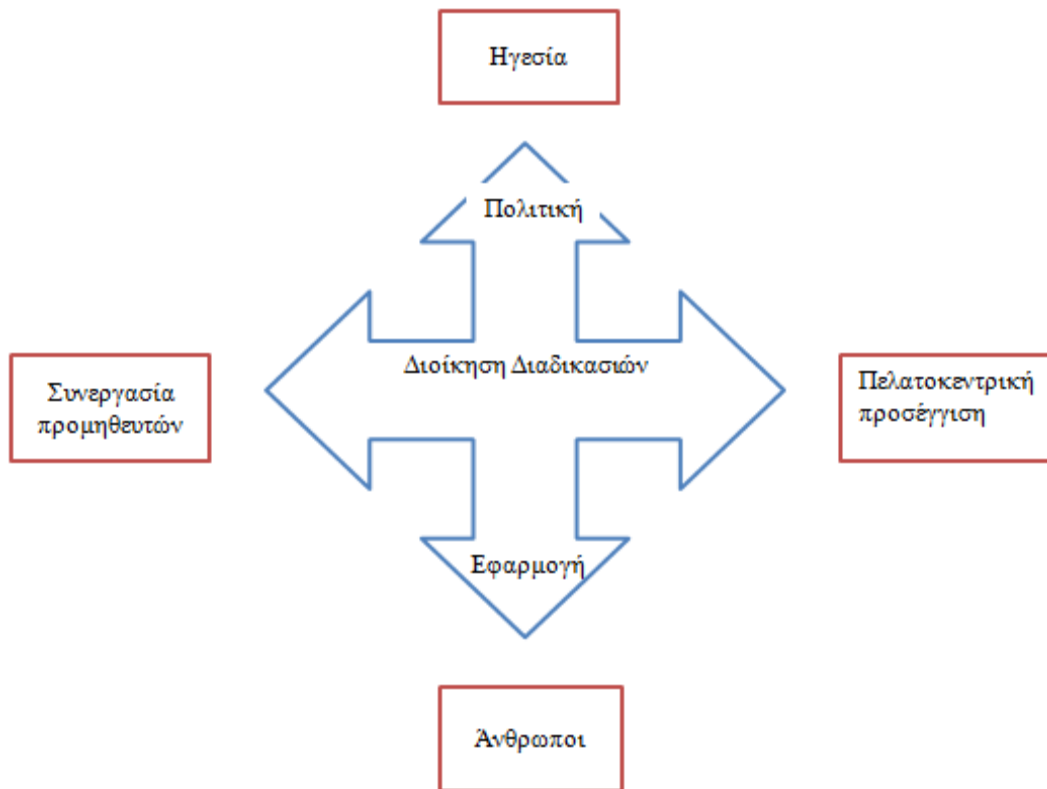 Ηγεσία
Πολιτική
Διοίκηση Διαδικασιών
Συνεργασία
προμηθευτών
Πελατοκεντρική
προσέγγιση
Εφαρμογή
Άνθρωποι